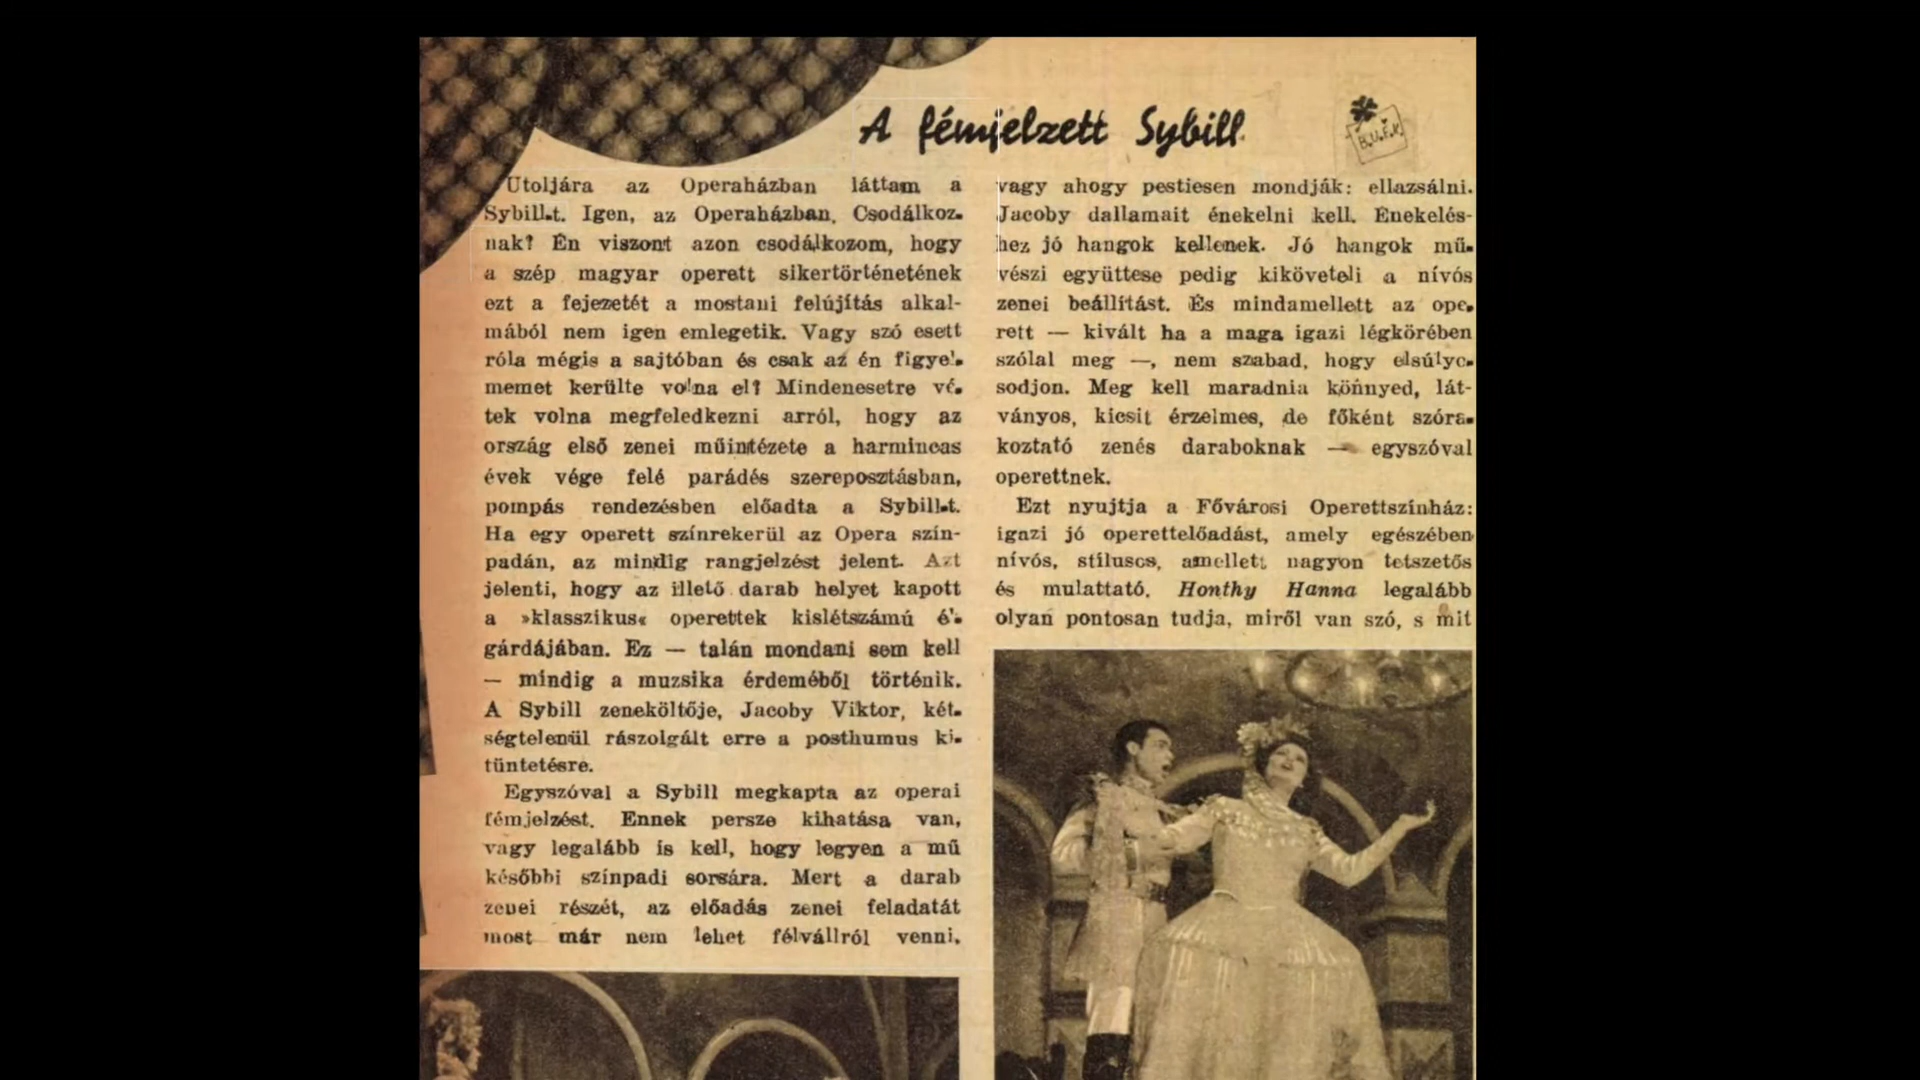 A fémjelzett Sybill
B.U.É.K.
Utoljára az Operaházban láttam a
Sybill-t. Igen, az Operaházban. Csodálkoz-
nak? Én viszont azon csodálkozom, hogy
a szép magyar operett sikertörténetének
ezt a fejezetét a mostani felújítás alkal-
mából nem igen emlegetik. Vagy szó esett
róla mégis a sajtóban és csak az én figyel-
memet kerülte volna el? Mindenesetre vé-
tek volna megfeledkezni arról, hogy az
ország első zenei műintézete a harmincas
évek vége felé parádés szereposztásban,
pompás rendezésben előadta a Sybill-t.
Ha egy operett színrekerül az Opera szín-
padán, az mindig rangjelzést jelent. Azt
jelenti, hogy az illető darab helyet kapott
a »klasszikus« operettek kislétszámú él-
gárdájában. Ez — talán mondani sem kell
— mindig a muzsika érdeméből történik.
A Sybill zeneköltője, Jacoby Viktor, két-
ségtelenül rászolgált erre a posthumus ki-
tüntetésre.
Egyszóval a Sybill megkapta az operai
fémjelzést. Ennek persze kihatása van,
vagy legalább is kell, hogy legyen a mű
későbbi színpadi sorsára. Mert a darab
zenei részét, az előadás zenei feladatát
most már nem lehet félvállról venni,
vagy ahogy pestiesen mondják: ellazsálni.
Jacoby dallamait énekelni kell. Énekelés-
hez jó hangok kellenek. Jó hangok mű-
vészi együttese pedig kiköveteli a nívós
zenei beállítást. És mindamellett az ope-
rett — kivált ha a maga igazi légkörében
szólal meg —, nem szabad, hogy elsúlyo-
sodjon. Meg kell maradnia könnyed, lát-
ványos, kicsit érzelmes, de főként szóra-
koztató zenés daraboknak — egyszóval
operettnek.
Ezt nyujtja a Fővárosi Operettszínház:
igazi jó operettelőadást, amely egészében
nívós, stílusos, amellett nagyon tetszetős
és mulattató. Honthy Hanna legalább
olyan pontosan tudja, miről van szó, s mit